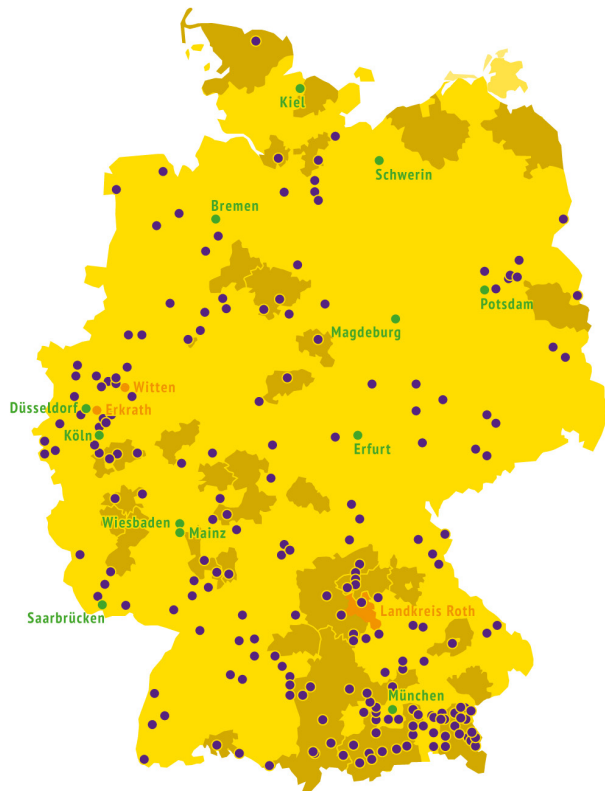 Kiel
Schwerin
Bremen
Potsdam
Magdeburg
Witten
Düsseldorf
Erkrath
Köln
Erfurt
Wiesbaden
Mainz
Landkreis Roth
Saarbrücken
München